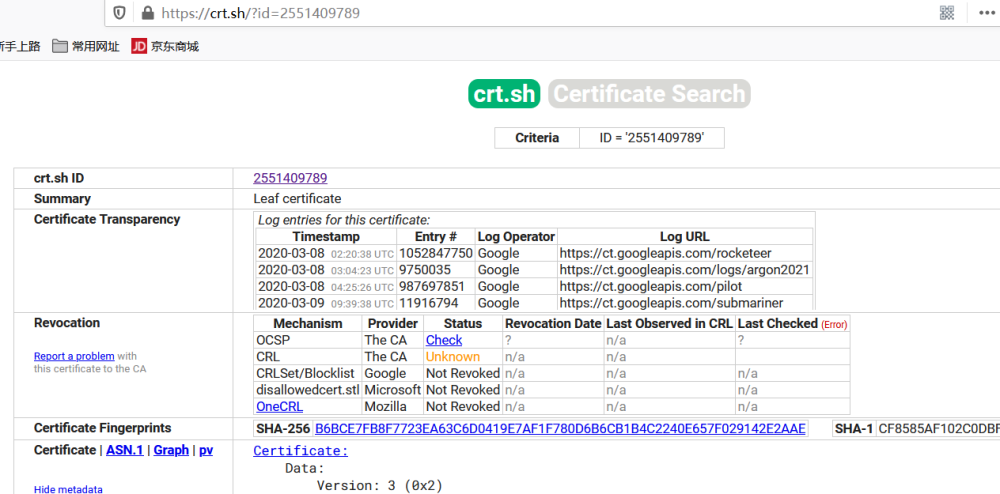 https://crt.sh/?id=2551409789
新手上路 常用网址 JD 京东商城
crt.sh Certificate Search
Criteria ID = '2551409789'
crt.sh ID 2551409789
Summary Leaf certificate
Certificate Transparency Log entries for this certificate:
Timestamp Entry # Log Operator Log URL
2020-03-08 02:20:38 UTC 1052847750 Google https://ct.googleapis.com/rocketeer
2020-03-08 03:04:23 UTC 9750035 Google https://ct.googleapis.com/logs/argon2021
2020-03-08 04:25:26 UTC 987697851 Google https://ct.googleapis.com/pilot
2020-03-09 09:39:38 UTC 11916794 Google https://ct.googleapis.com/submariner
Revocation Mechanism Provider Status Revocation Date Last Observed in CRL Last Checked (Error)
OCSP The CA Check ? n/a ?
Report a problem with
this certificate to the CA
CRL The CA Unknown n/a n/a
CRLSet/Blocklist Google Not Revoked n/a n/a n/a
disallowedcert.stl Microsoft Not Revoked n/a n/a n/a
OneCRL Mozilla Not Revoked n/a n/a n/a
Certificate Fingerprints SHA-256 B6BCE7FB8F7723EA63C6D0419E7AF1F780D6B6CB1B4C2240E657F029142E2AAE SHA-1 CF8585AF102C0DBF
Certificate | ASN.1 | Graph | pv Certificate:
Data:
Version: 3 (0x2)
Hide metadata